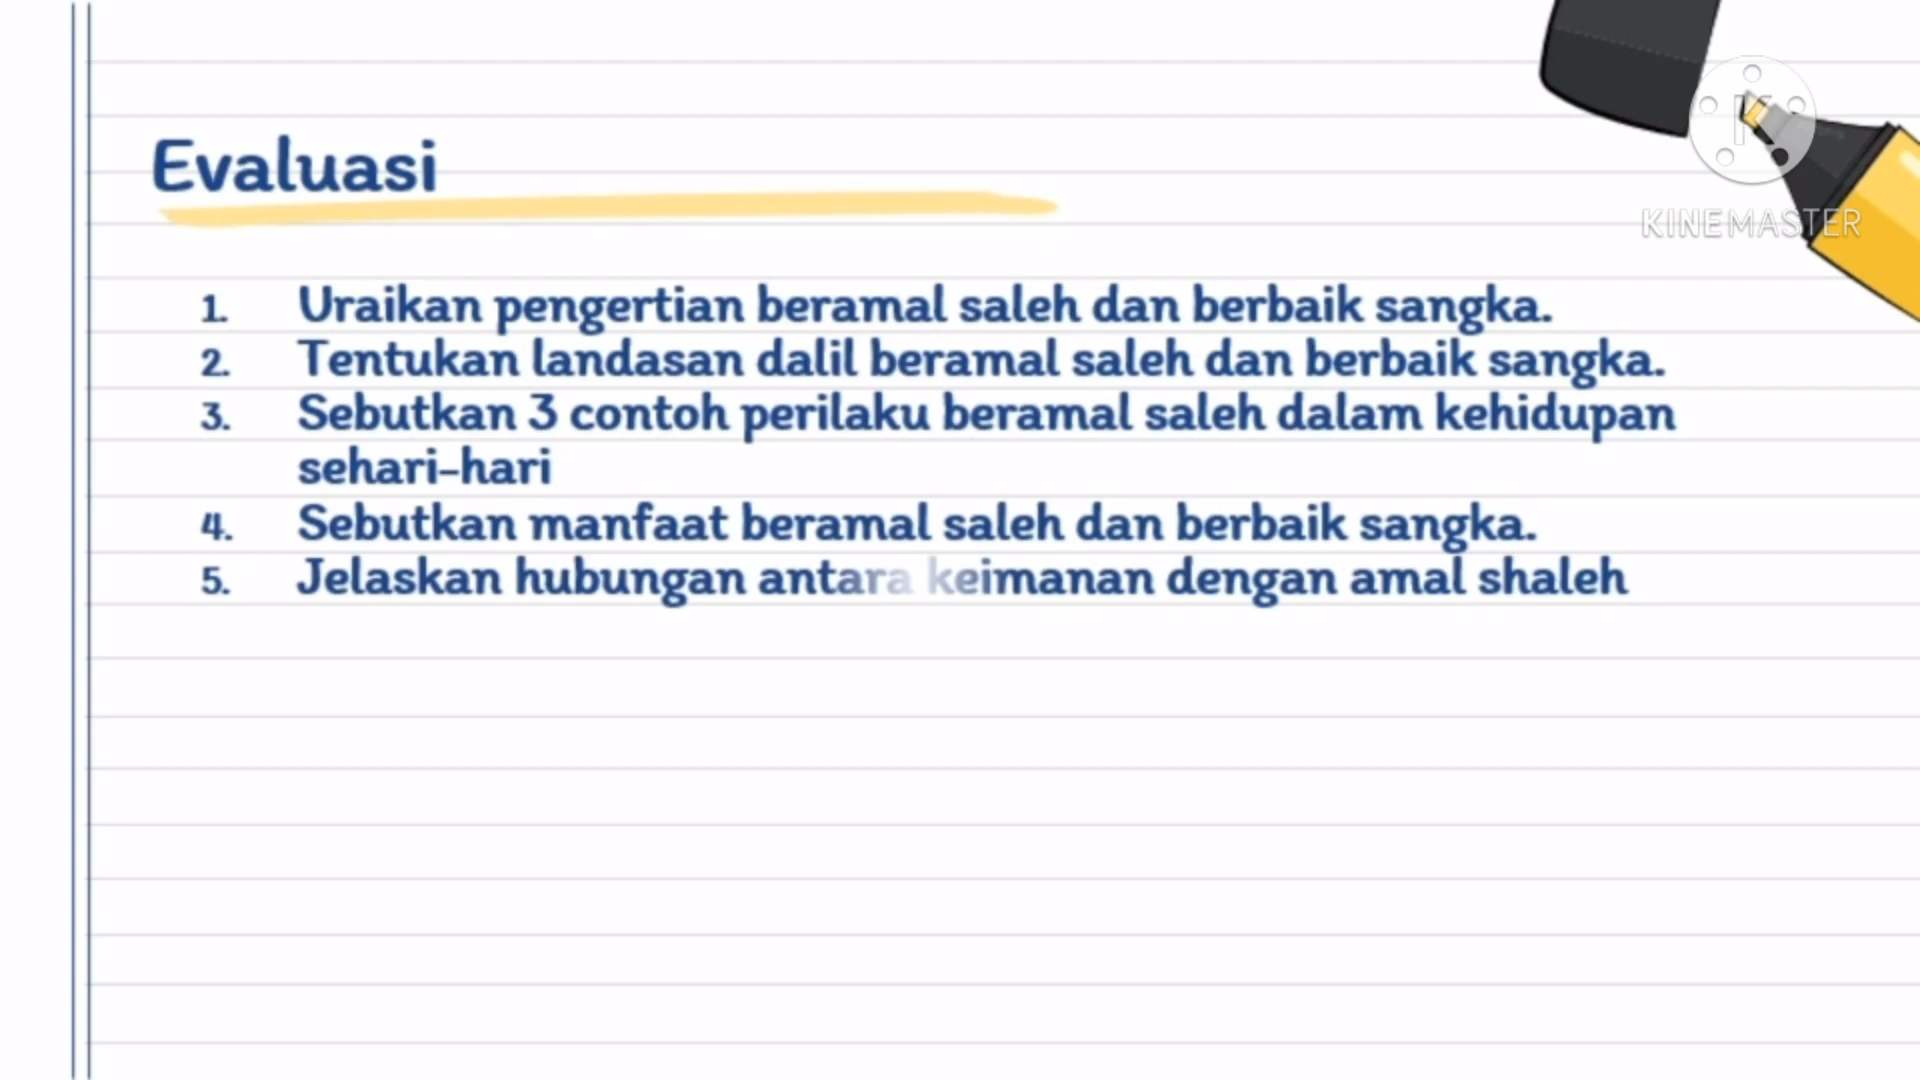 Evaluasi
KINEMASTER
1. Uraikan pengertian beramal saleh dan berbaik sangka.
2. Tentukan landasan dalil beramal saleh dan berbaik sangka.
3. Sebutkan 3 contoh perilaku beramal saleh dalam kehidupan
sehari-hari
4. Sebutkan manfaat beramal saleh dan berbaik sangka.
5. Jelaskan hubungan antara keimanan dengan amal shaleh